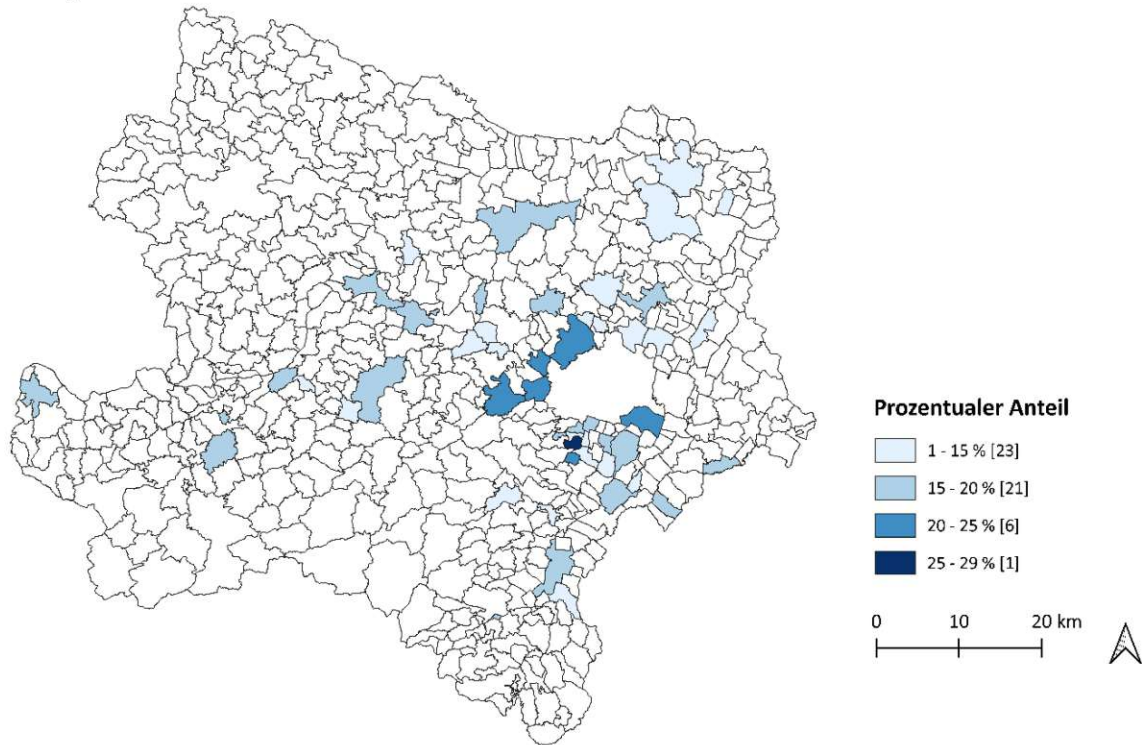 Prozentualer Anteil
1 - 15 % [23]
15 - 20 % [21]
20 - 25 % [6]
25 - 29 % [1]
0 10 20 km